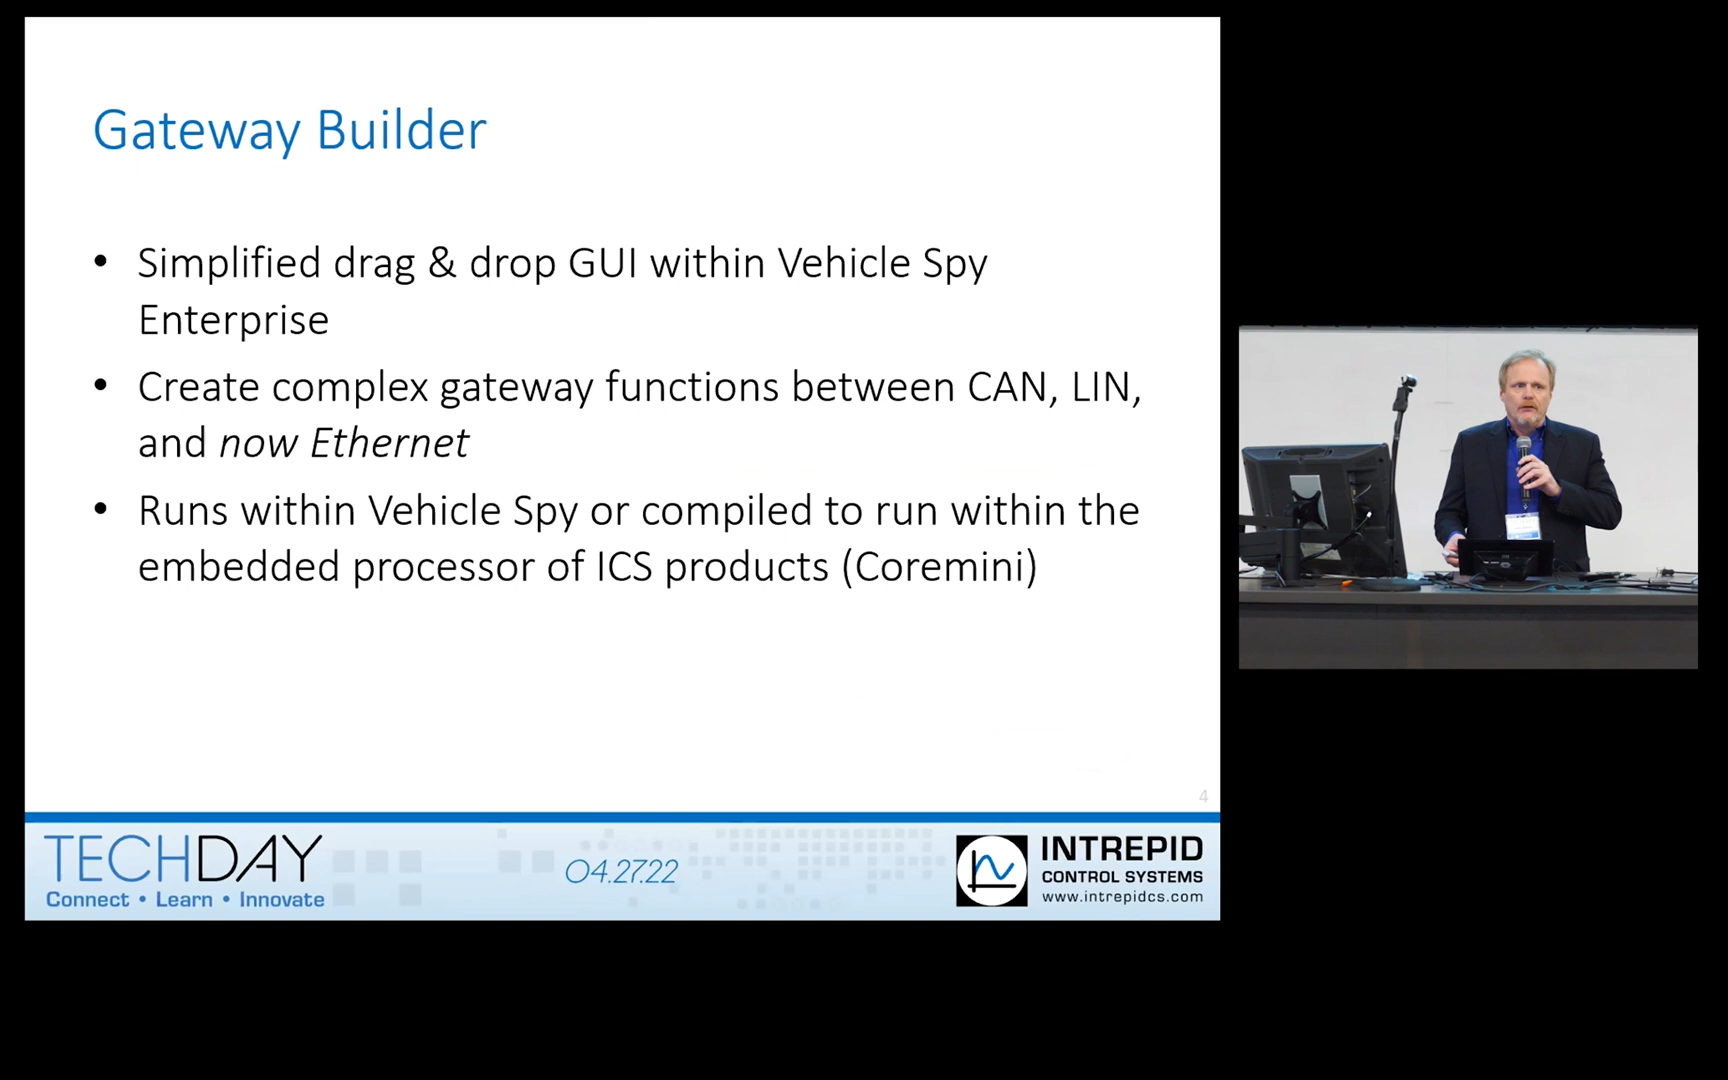 Gateway Builder
• Simplified drag & drop GUI within Vehicle Spy
Enterprise
• Create complex gateway functions between CAN, LIN,
and now Ethernet
• Runs within Vehicle Spy or compiled to run within the
embedded processor of ICS products (Coremini)
4
TECHDAY
Connect • Learn • Innovate
04.27.22
INTREPID
CONTROL SYSTEMS
www.intrepidcs.com